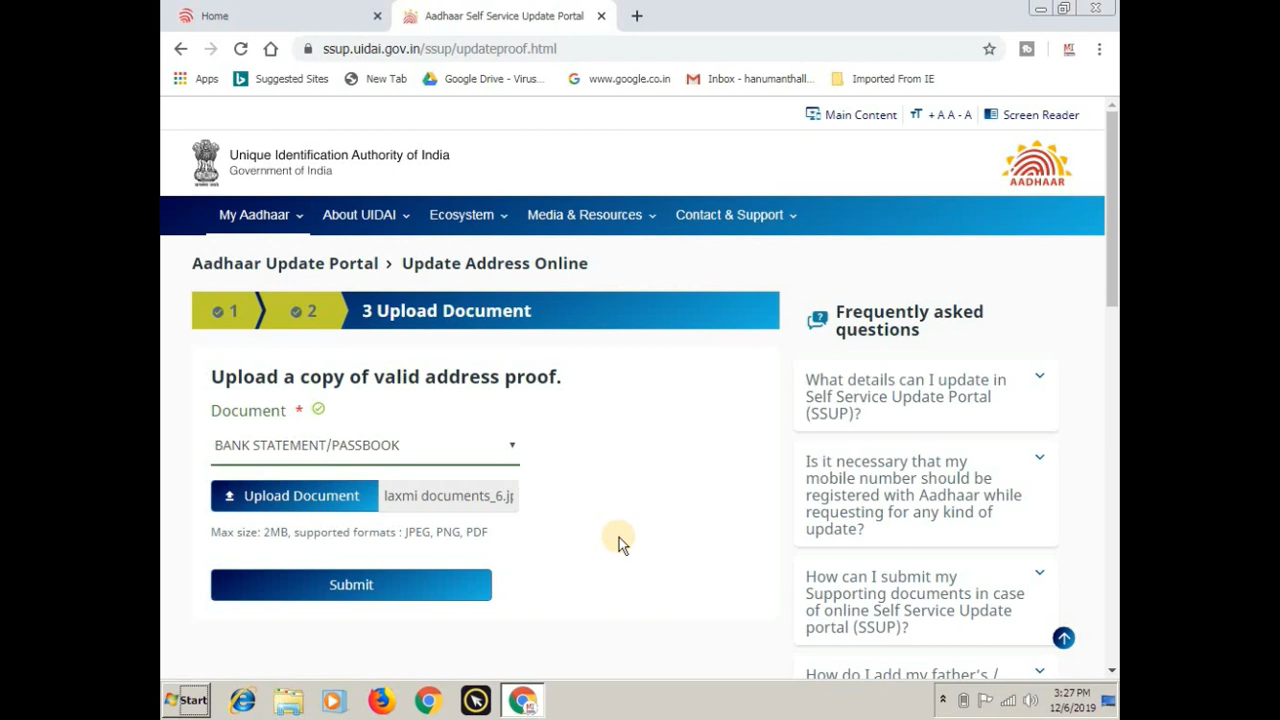 Home
Aadhaar Self Service Update Portal
ssup.uidai.gov.in/ssup/updateproof.html
Apps
Suggested Sites
New Tab
Google Drive - Virus...
www.google.co.in
Inbox - hanumanthall...
Imported From IE
Main Content
TT + A A - A
Screen Reader
Unique Identification Authority of India
Government of India
AADHAAR
My Aadhaar
About UIDAI
Ecosystem
Media & Resources
Contact & Support
Aadhaar Update Portal › Update Address Online
1
2
3 Upload Document
Upload a copy of valid address proof.
Document *
BANK STATEMENT/PASSBOOK
Upload Document
laxmi documents_6.jp
Max size: 2MB, supported formats : JPEG, PNG, PDF
Submit
Frequently asked
questions
What details can I update in
Self Service Update Portal
(SSUP)?
Is it necessary that my
mobile number should be
registered with Aadhaar while
requesting for any kind of
update?
How can I submit my
Supporting documents in case
of online Self Service Update
portal (SSUP)?
How do I add my father's /
Start
3:27 PM
12/6/2019